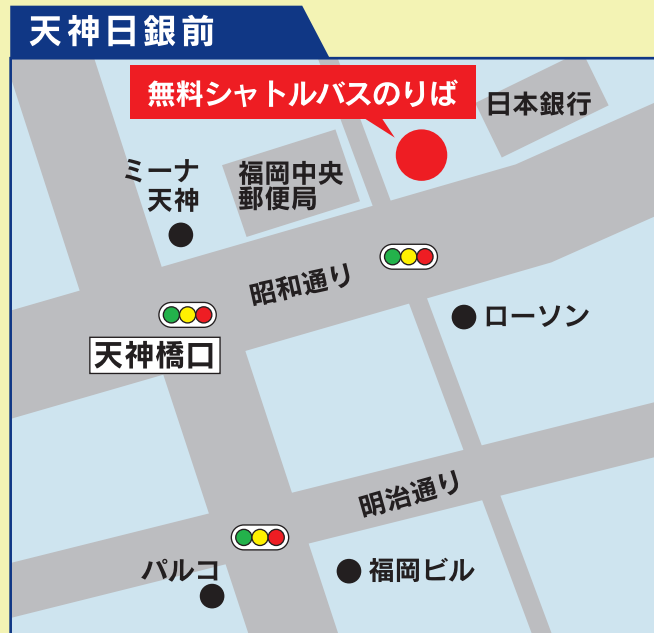 天神日銀前
無料シャトルバスのりば
日本銀行
ミーナ
天神
福岡中央
郵便局
昭和通り
ローソン
天神橋口
明治通り
パルコ
福岡ビル